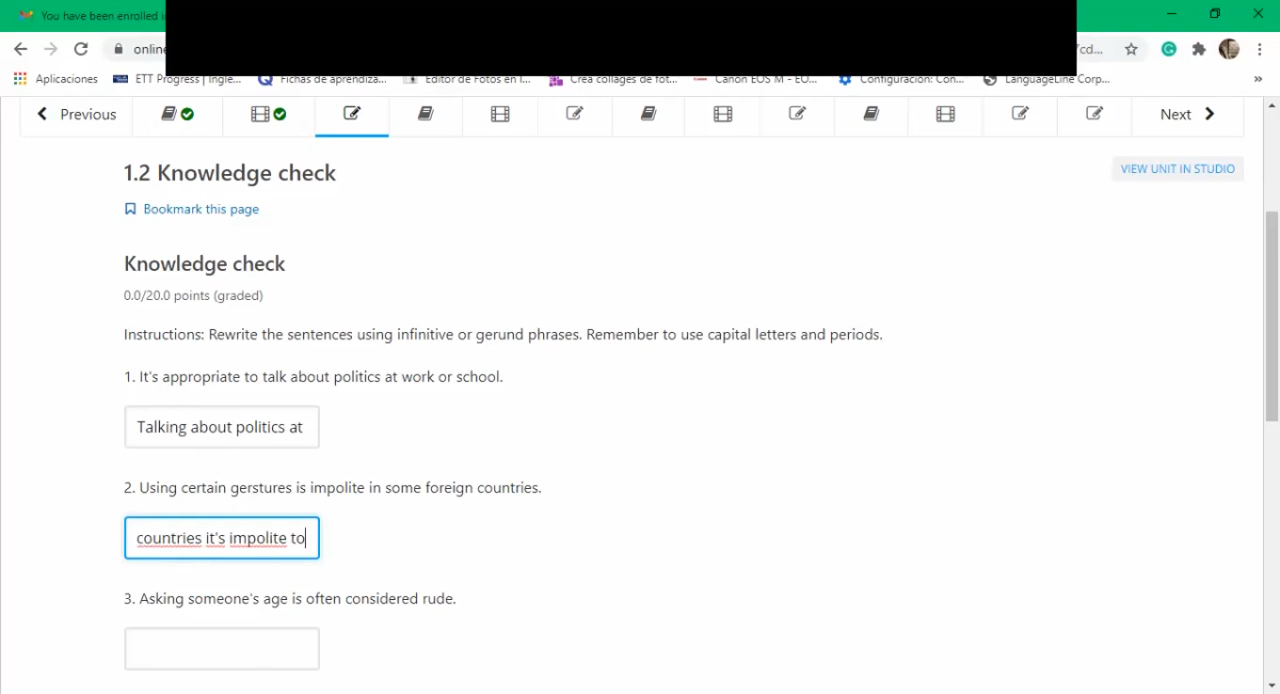 You have been enrolled i
online
/cd...
Aplicaciones ETT Progress | Ingle... Fichas de aprendiza... Editor de Fotos en l... Crea collages de fot... Canon EOS M - EO... Configuración: Con... LanguageLine Corp... »
Previous Next
1.2 Knowledge check
VIEW UNIT IN STUDIO
Bookmark this page
Knowledge check
0.0/20.0 points (graded)
Instructions: Rewrite the sentences using infinitive or gerund phrases. Remember to use capital letters and periods.
1. It's appropriate to talk about politics at work or school.
Talking about politics at
2. Using certain gerstures is impolite in some foreign countries.
countries it's impolite to
3. Asking someone's age is often considered rude.